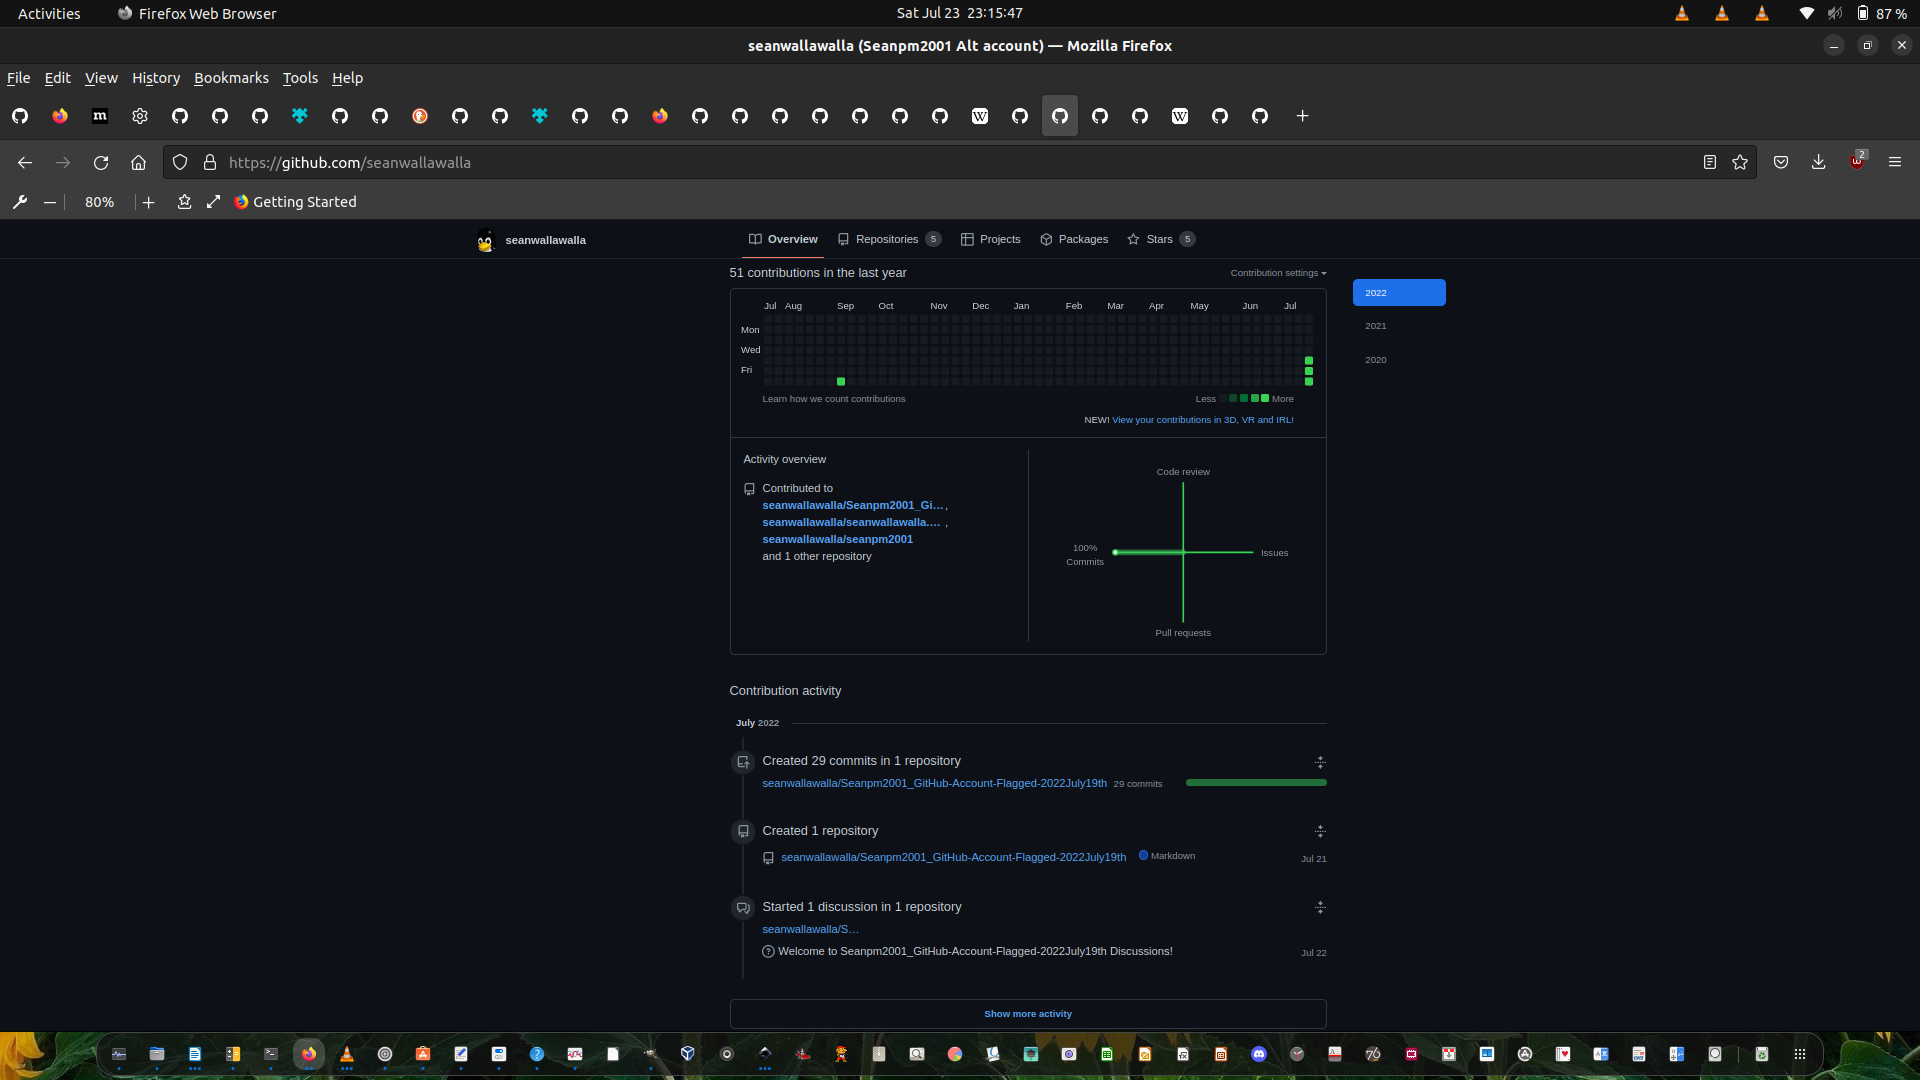 Activities
Firefox Web Browser
Sat Jul 23 23:15:47
87 %
seanwallawalla (Seanpm2001 Alt account) — Mozilla Firefox
File Edit View History Bookmarks Tools Help
https://github.com/seanwallawalla
2
80%
Getting Started
seanwallawalla
Overview
Repositories 5
Projects
Packages
Stars 5
51 contributions in the last year
Contribution settings
2022
2021
2020
Jul Aug Sep Oct Nov Dec Jan Feb Mar Apr May Jun Jul
Mon
Wed
Fri
Learn how we count contributions
Less More
NEW! View your contributions in 3D, VR and IRL!
Activity overview
Contributed to
seanwallawalla/Seanpm2001_Gi… ,
seanwallawalla/seanwallawalla.… ,
seanwallawalla/seanpm2001
and 1 other repository
Code review
100%
Commits
Issues
Pull requests
Contribution activity
July 2022
Created 29 commits in 1 repository
seanwallawalla/Seanpm2001_GitHub-Account-Flagged-2022July19th 29 commits
Created 1 repository
seanwallawalla/Seanpm2001_GitHub-Account-Flagged-2022July19th
Markdown
Jul 21
Started 1 discussion in 1 repository
seanwallawalla/S…
Welcome to Seanpm2001_GitHub-Account-Flagged-2022July19th Discussions!
Jul 22
Show more activity